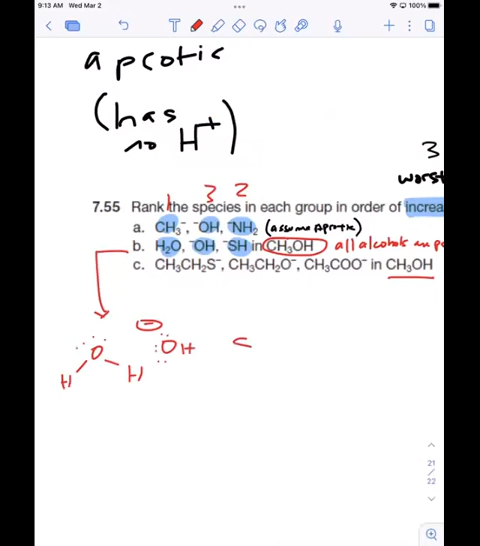 9:13 AM Wed Mar 2
100%
aprotic
(has
no H⁺)
3
worst
1 3 2
7.55 Rank the species in each group in order of increa
a. CH₃⁻, ⁻OH, ⁻NH₂ (assume aprotic)
b. H₂O, ⁻OH, ⁻SH in CH₃OH all alcohols are p
c. CH₃CH₂S⁻, CH₃CH₂O⁻, CH₃COO⁻ in CH₃OH
O
H H
OH
21
22